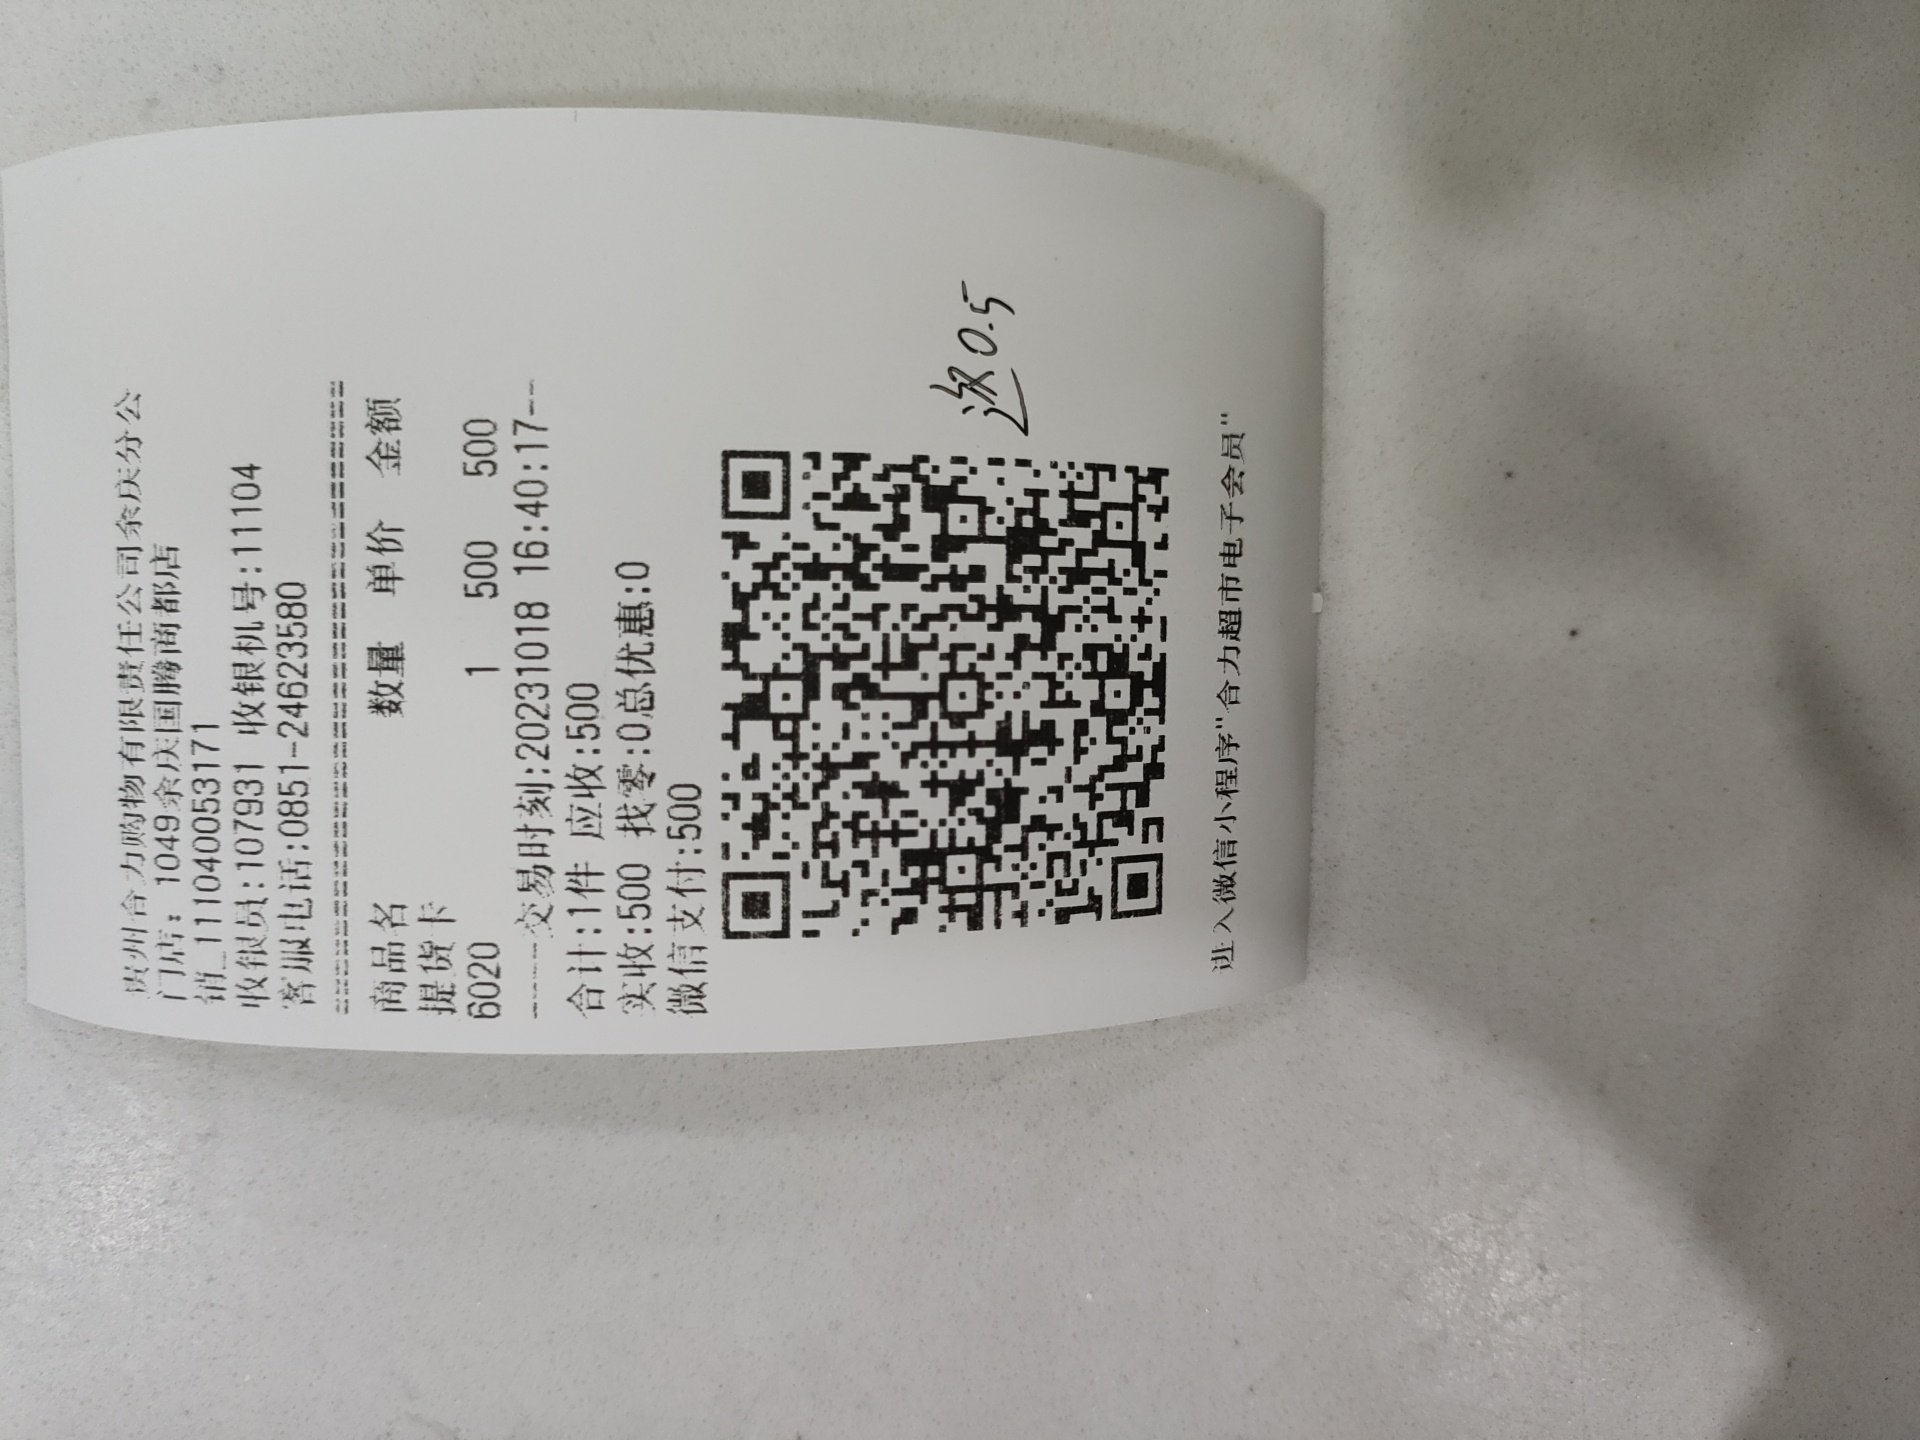 贵州合力购物有限责任公司余庆分公
门店: 1049余庆国腾商都店
销_1110400053171
收银员:107931 收银机号:11104
客服电话:0851-24623580
商品名 数量 单价 金额
提货卡
6020 1 500 500
-----交易时刻:20231018 16:40:17---
合计:1件 应收:500
实收:500 找零:0总优惠:0
微信支付:500
送0.5
进入微信小程序"合力超市电子会员"